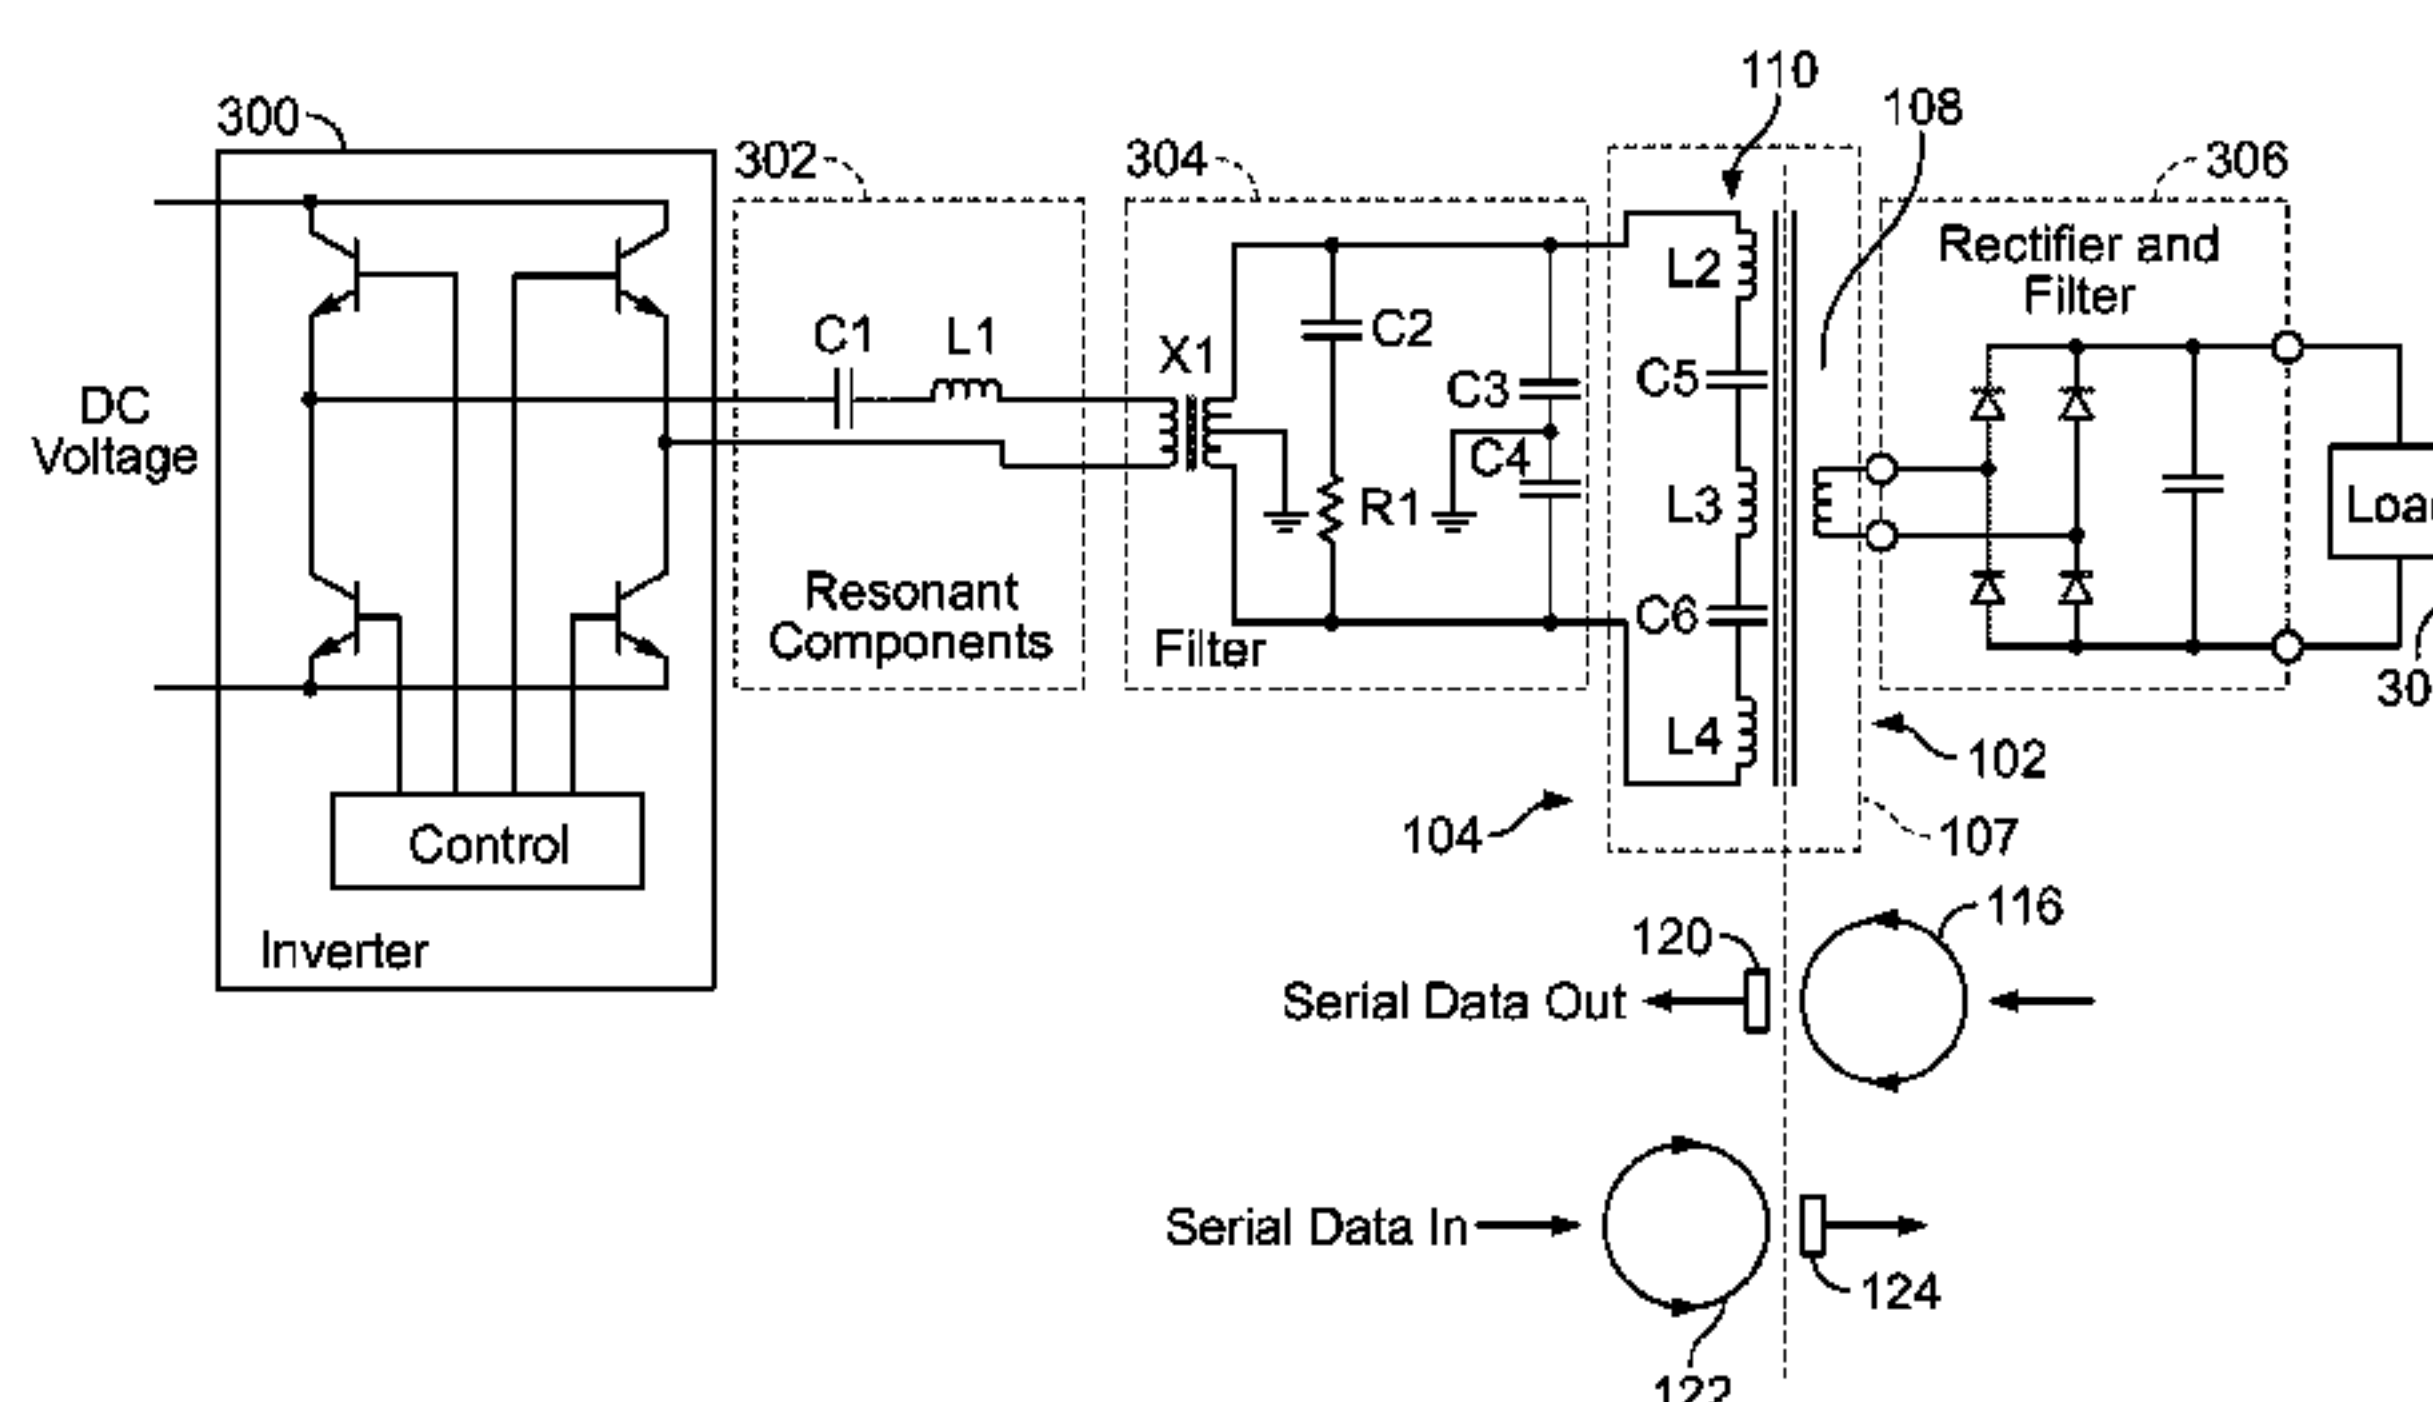 110
108
300
302
304
306
Rectifier and
Filter
L2
C1
L1
X1
C2
C5
C3
DC
Voltage
C4
L3
R1
Resonant
Components
C6
Filter
L4
102
104
107
Control
Inverter
116
120
Serial Data Out
Serial Data In
124
122